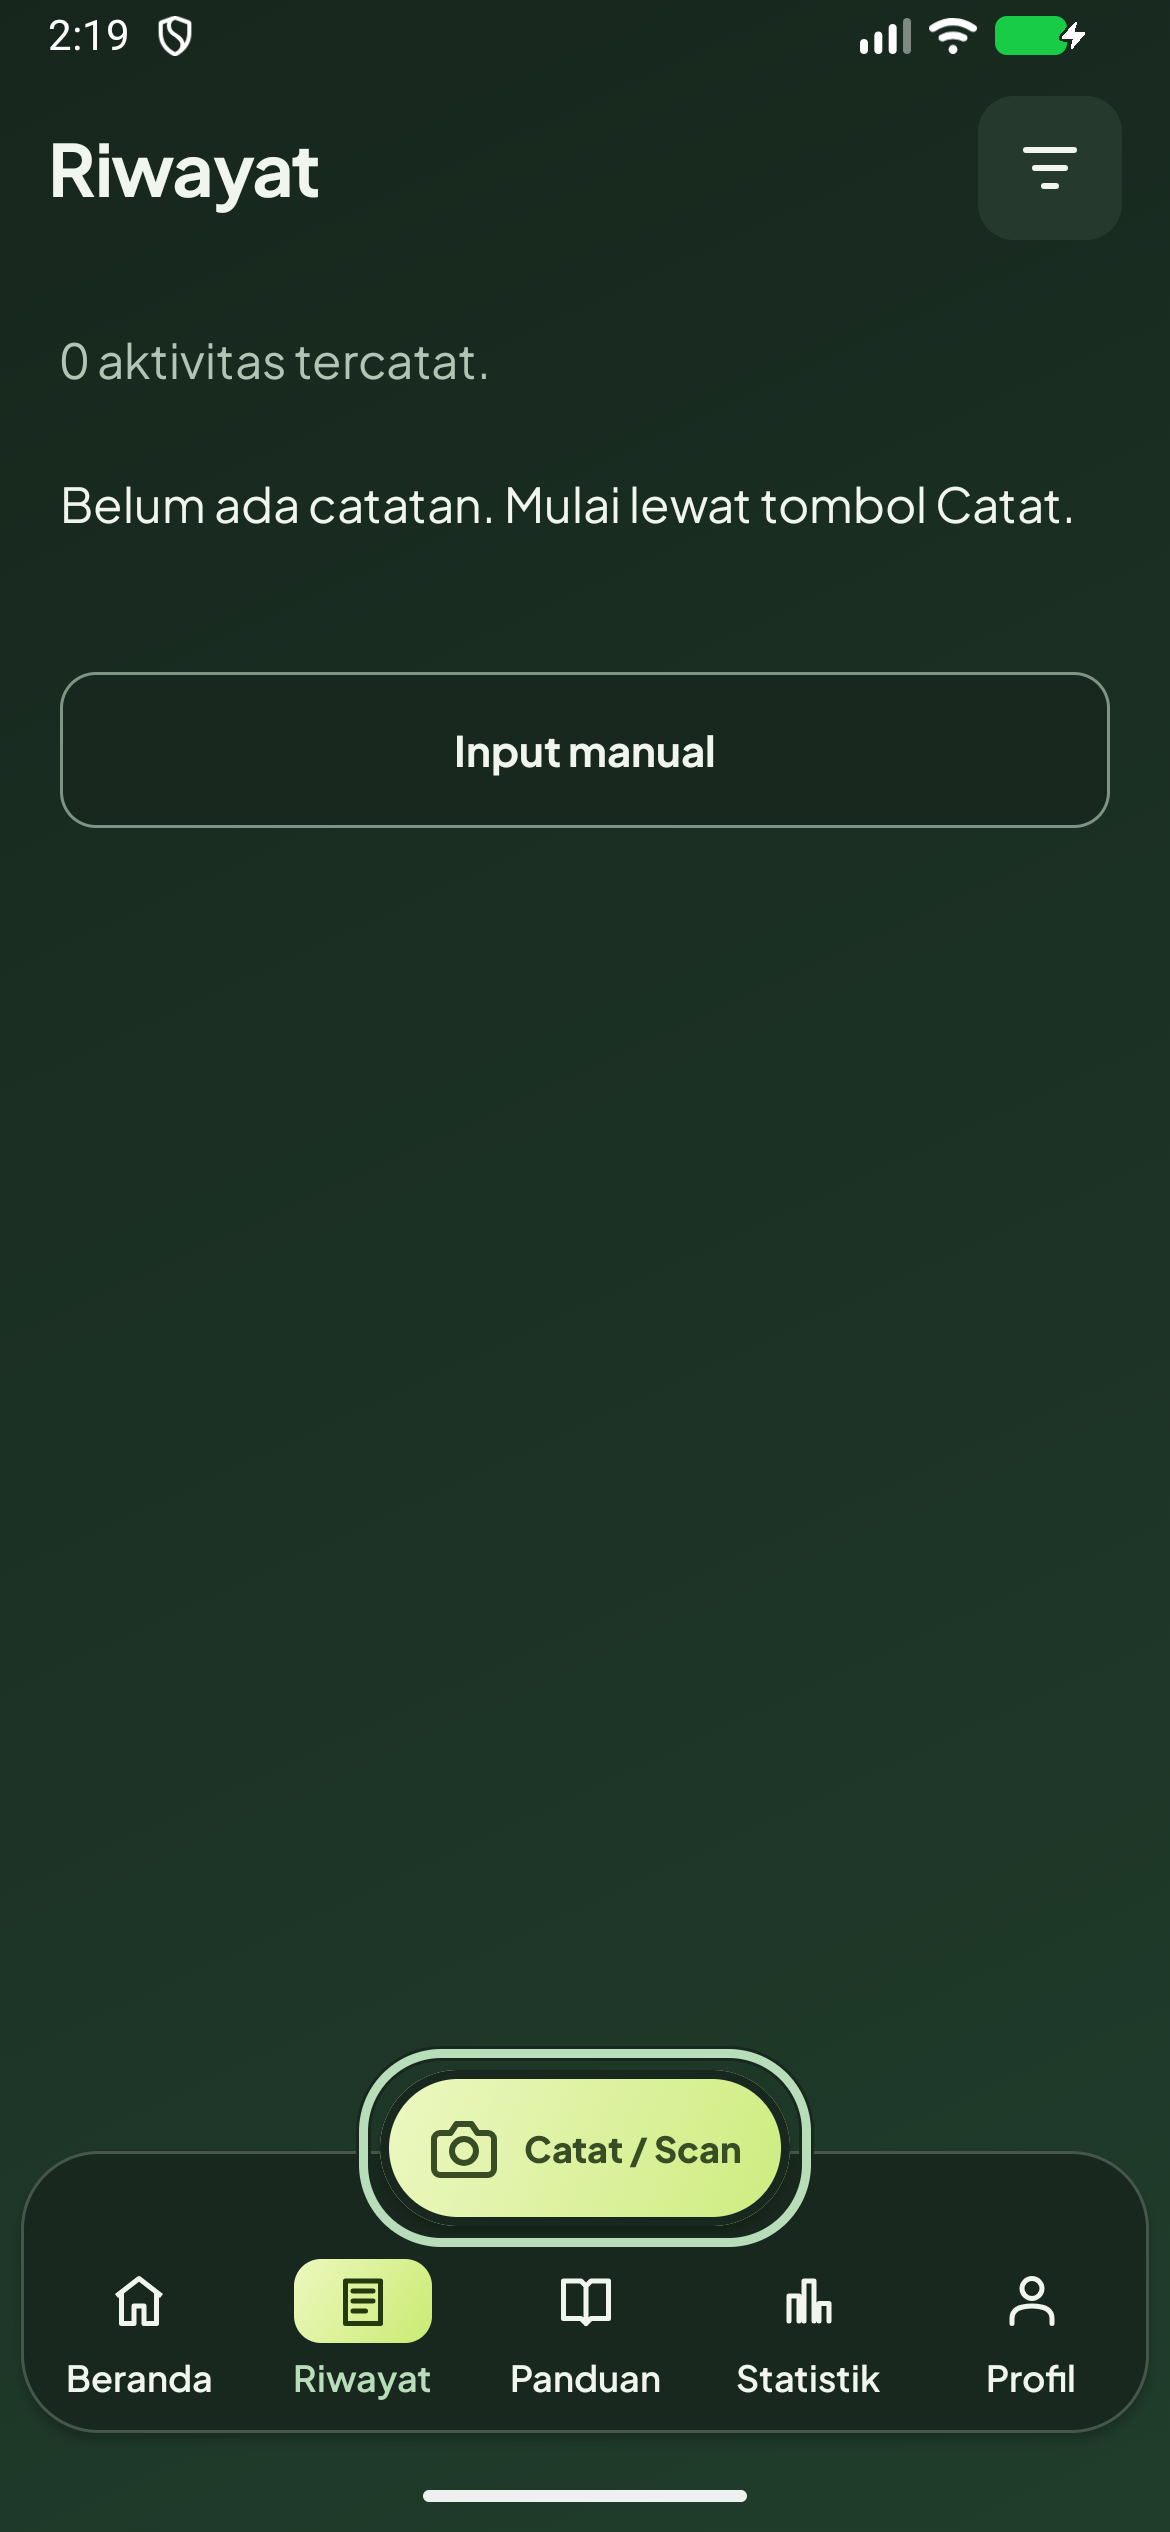 2:19
Riwayat
0 aktivitas tercatat.
Belum ada catatan. Mulai lewat tombol Catat.
Input manual
Catat / Scan
Beranda
Riwayat
Panduan
Statistik
Profil